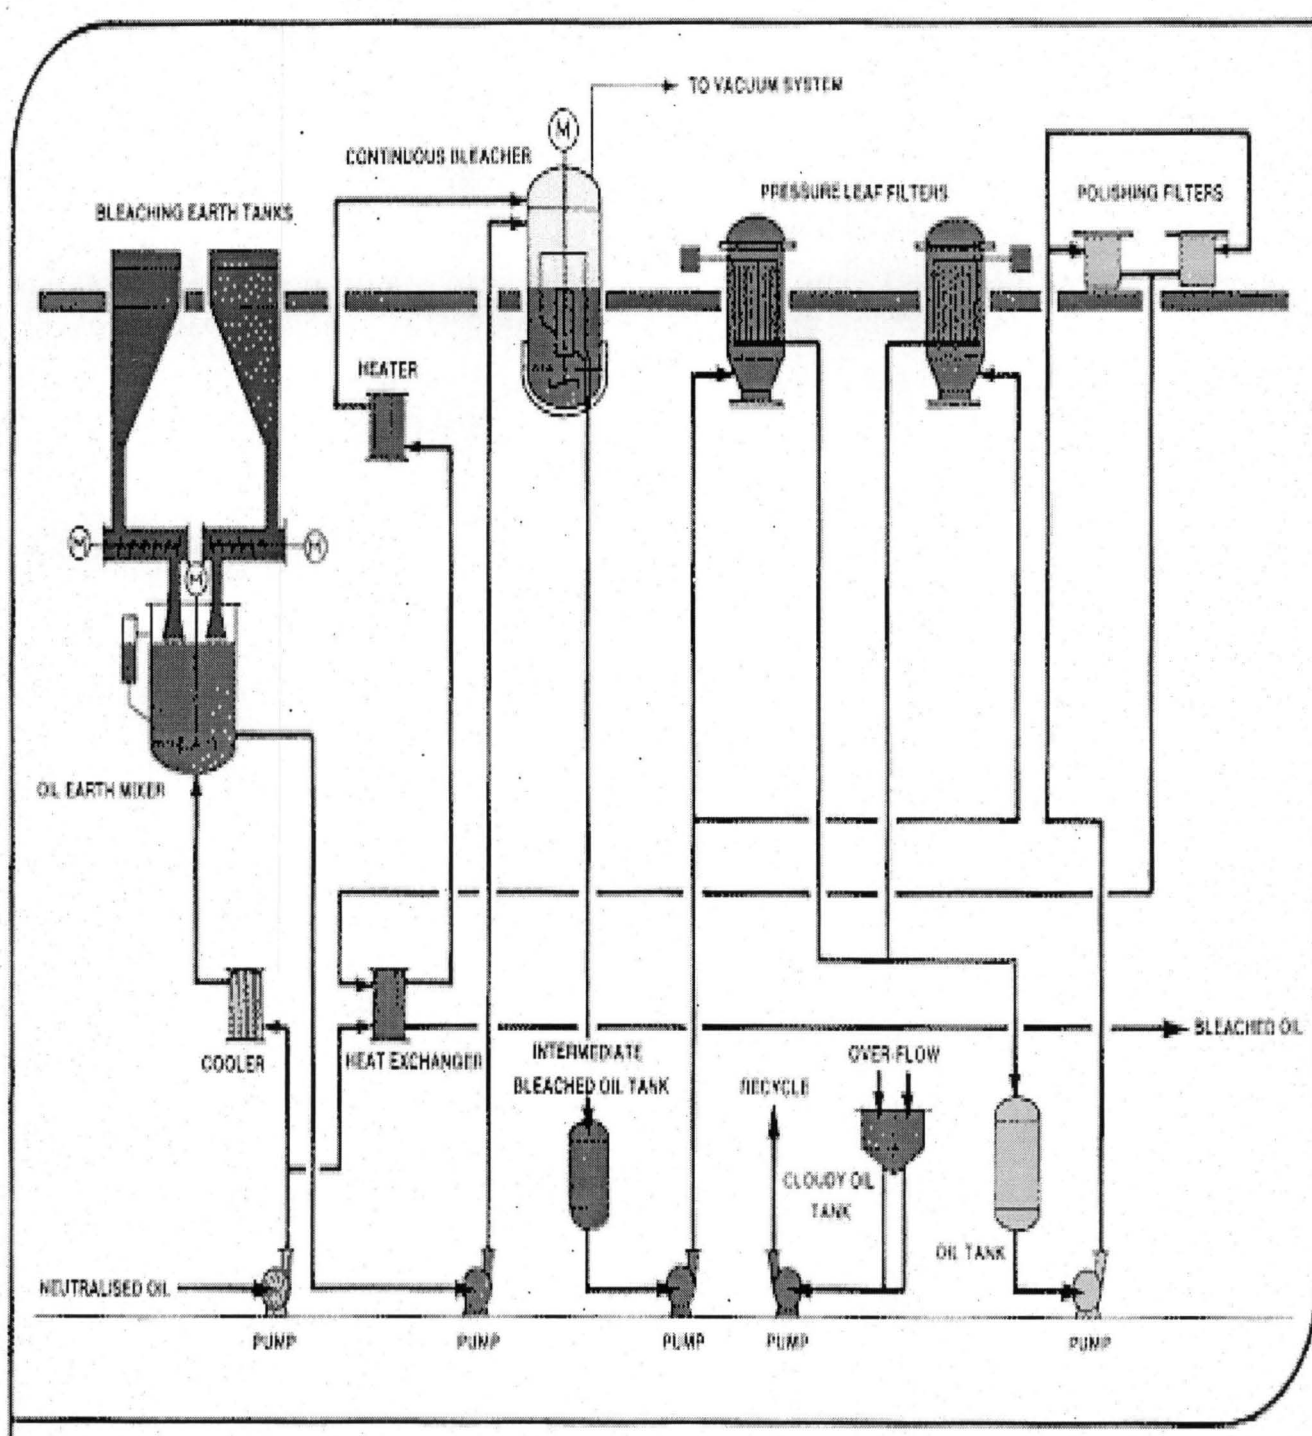 TO VACUUM SYSTEM
M
CONTINUOUS BLEACHER
PRESSURE LEAF FILTERS
POLISHING FILTERS
BLEACHING EARTH TANKS
HEATER
M
M
M
OIL EARTH MIXER
BLEACHED OIL
COOLER
HEAT EXCHANGER
INTERMEDIATE
BLEACHED OIL TANK
RECYCLE
OVER-FLOW
CLOUDY OIL
TANK
OIL TANK
NEUTRALISED OIL
PUMP
PUMP
PUMP
PUMP
PUMP